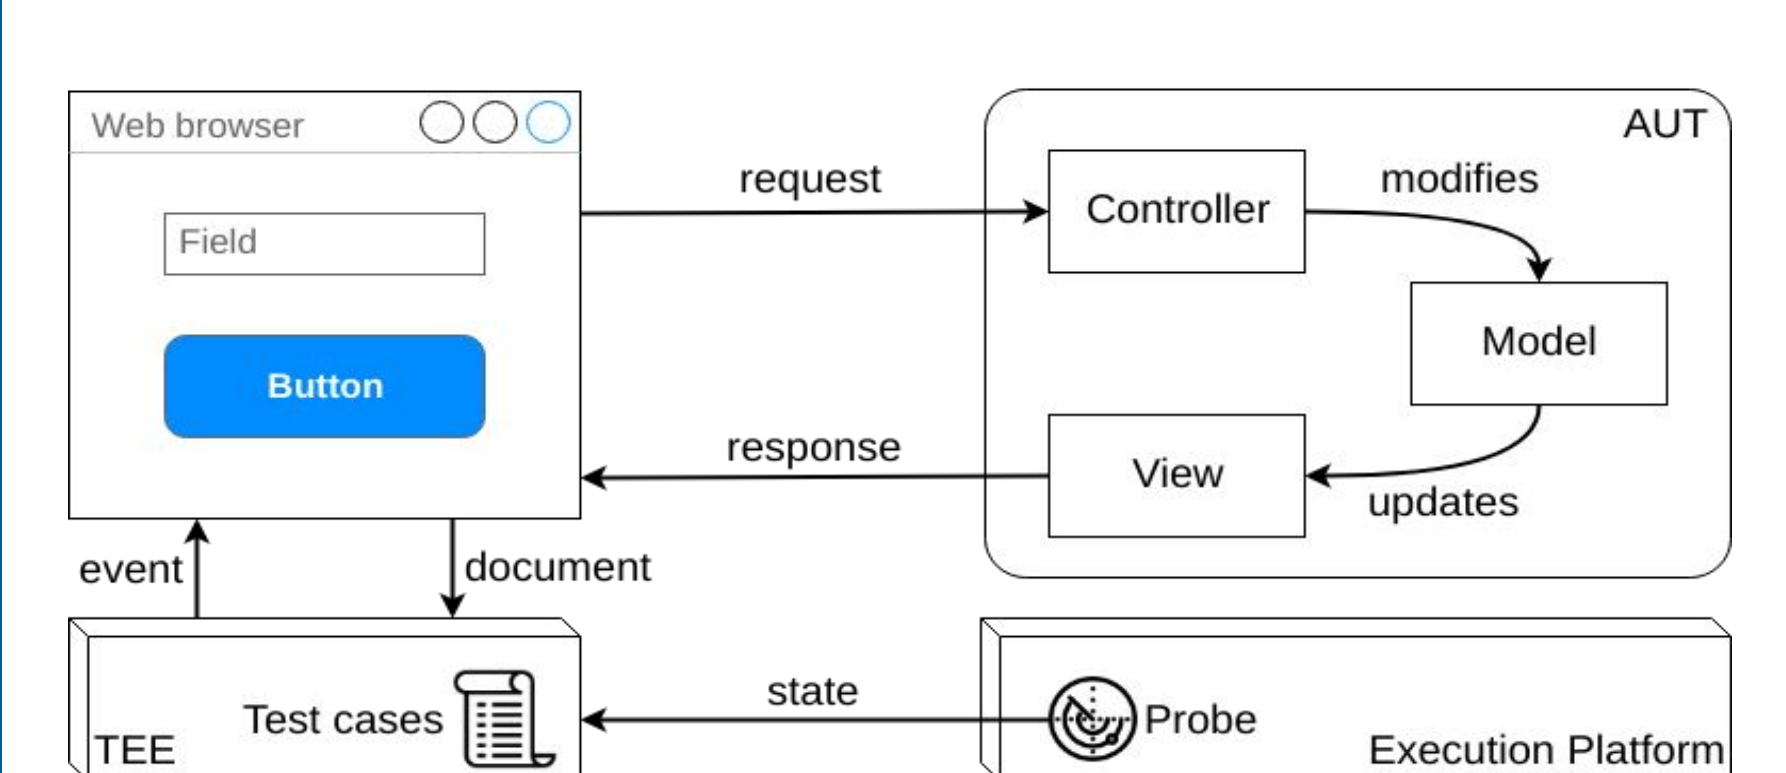 Web browser
AUT
request
Controller
modifies
Field
Model
Button
response
View
updates
event
document
state
Test cases
Probe
TEE
Execution Platform